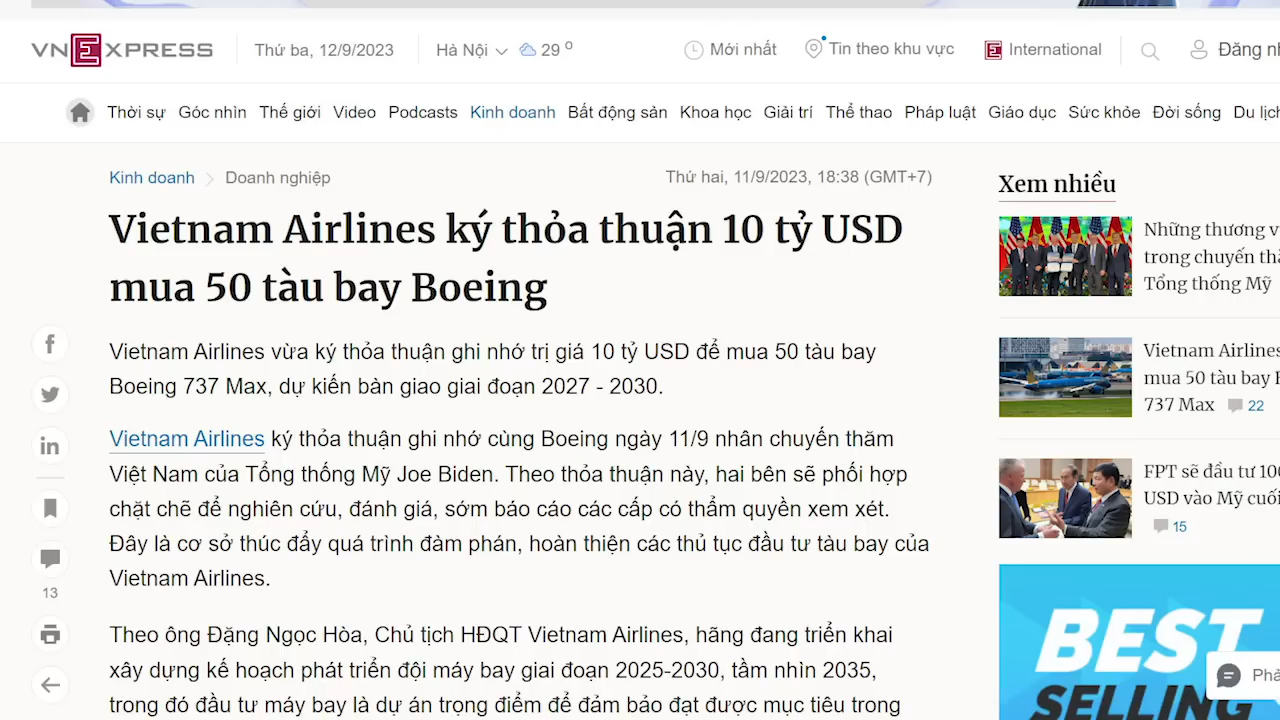 VNEXPRESS
Thứ ba, 12/9/2023
Hà Nội
29°
Mới nhất
Tin theo khu vực
E International
Thời sự
Góc nhìn
Thế giới
Video
Podcasts
Kinh doanh
Bất động sản
Khoa học
Giải trí
Thể thao
Pháp luật
Giáo dục
Sức khỏe
Đời sống
Kinh doanh
Doanh nghiệp
Thứ hai, 11/9/2023, 18:38 (GMT+7)
Vietnam Airlines ký thỏa thuận 10 tỷ USD
mua 50 tàu bay Boeing
Vietnam Airlines vừa ký thỏa thuận ghi nhớ trị giá 10 tỷ USD để mua 50 tàu bay
Boeing 737 Max, dự kiến bàn giao giai đoạn 2027 - 2030.
Vietnam Airlines ký thỏa thuận ghi nhớ cùng Boeing ngày 11/9 nhân chuyến thăm
Việt Nam của Tổng thống Mỹ Joe Biden. Theo thỏa thuận này, hai bên sẽ phối hợp
chặt chẽ để nghiên cứu, đánh giá, sớm báo cáo các cấp có thẩm quyền xem xét.
Đây là cơ sở thúc đẩy quá trình đàm phán, hoàn thiện các thủ tục đầu tư tàu bay của
Vietnam Airlines.
Theo ông Đặng Ngọc Hòa, Chủ tịch HĐQT Vietnam Airlines, hãng đang triển khai
xây dựng kế hoạch phát triển đội máy bay giai đoạn 2025-2030, tầm nhìn 2035,
trong đó đầu tư máy bay là dự án trọng điểm để đảm bảo đạt được mục tiêu trong
13
Xem nhiều
Những thương
trong chuyến
Tổng thống Mỹ
Vietnam Airlines
mua 50 tàu bay
737 Max 22
FPT sẽ đầu tư
USD vào Mỹ
15
BEST
SELLING